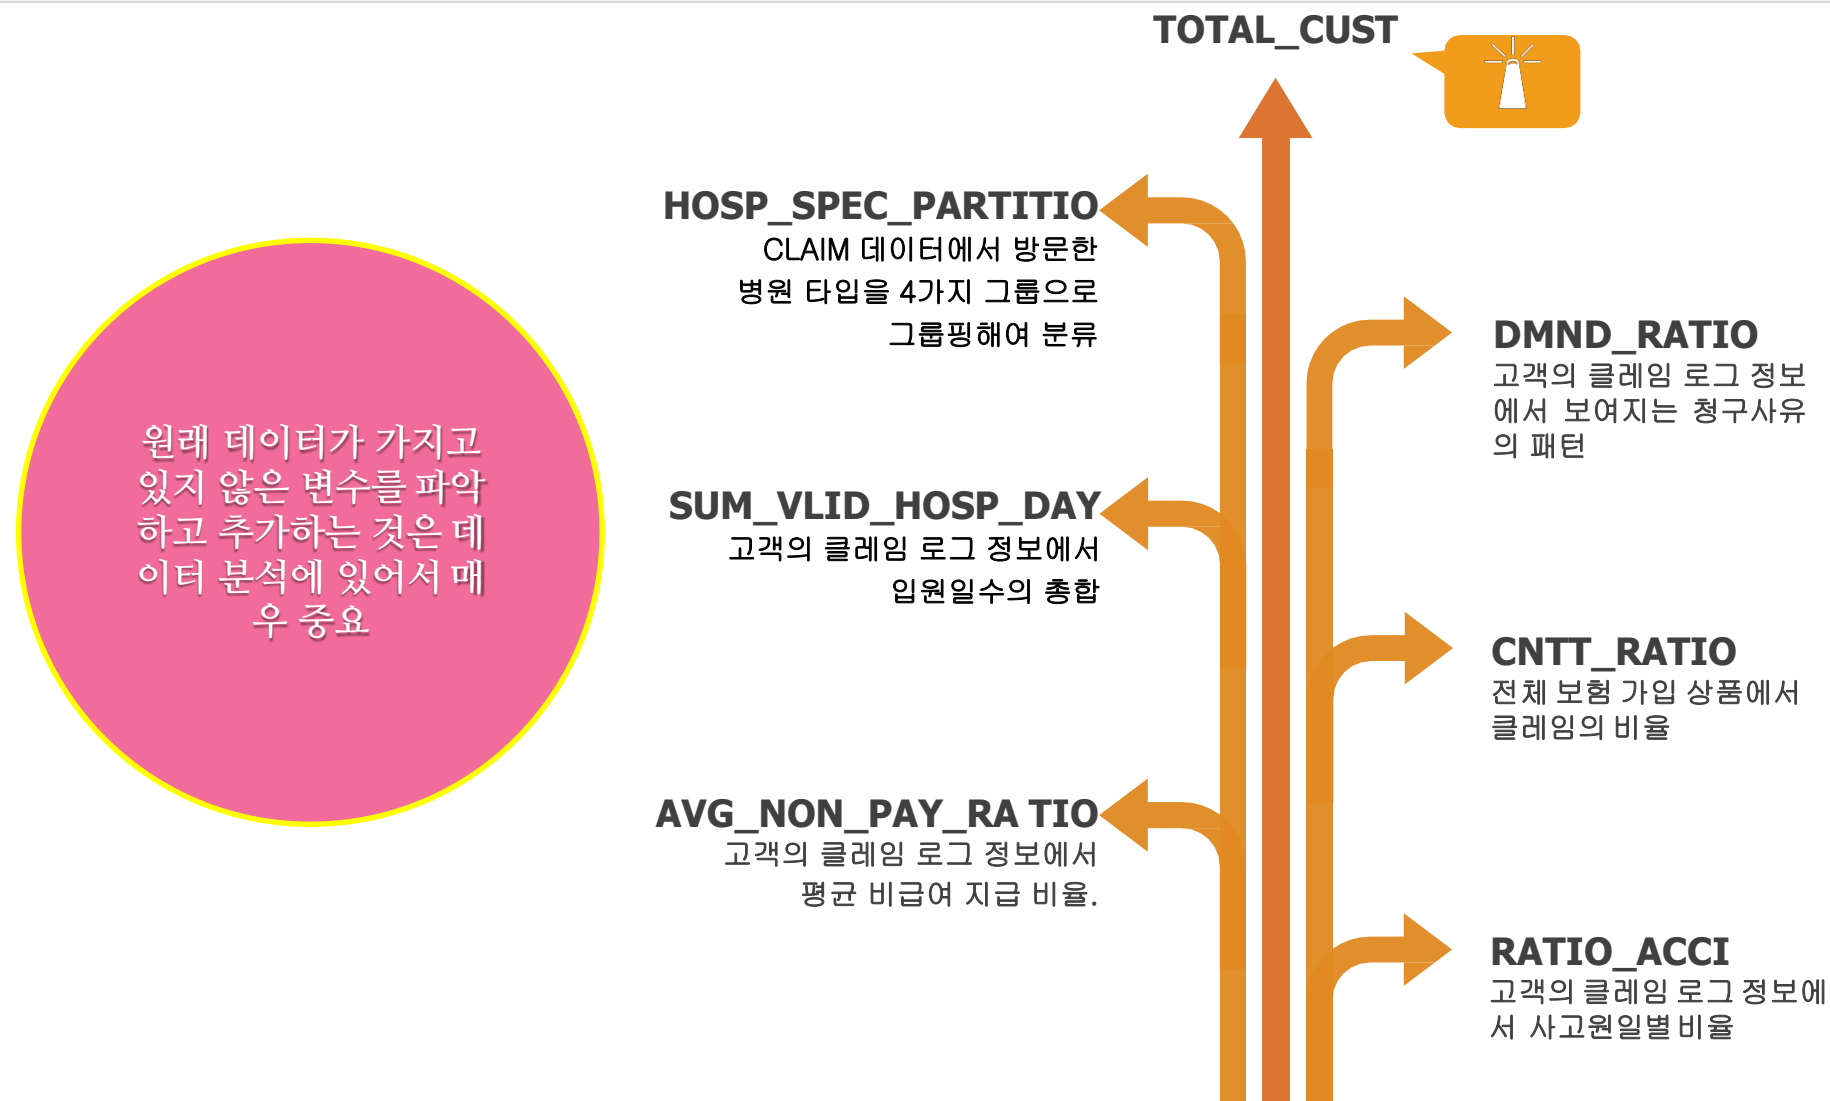 TOTAL_CUST
원래 데이터가 가지고
있지 않은 변수를 파악
하고 추가하는 것은 데
이터 분석에 있어서 매
우 중요
HOSP_SPEC_PARTITIO
CLAIM 데이터에서 방문한
병원 타입을 4가지 그룹으로
그룹핑해여 분류
SUM_VLID_HOSP_DAY
고객의 클레임 로그 정보에서
입원일수의 총합
AVG_NON_PAY_RA TIO
고객의 클레임 로그 정보에서
평균 비급여 지급 비율.
DMND_RATIO
고객의 클레임 로그 정보
에서 보여지는 청구사유
의 패턴
CNTT_RATIO
전체 보험 가입 상품에서
클레임의 비율
RATIO_ACCI
고객의 클레임 로그 정보에
서 사고원일별 비율